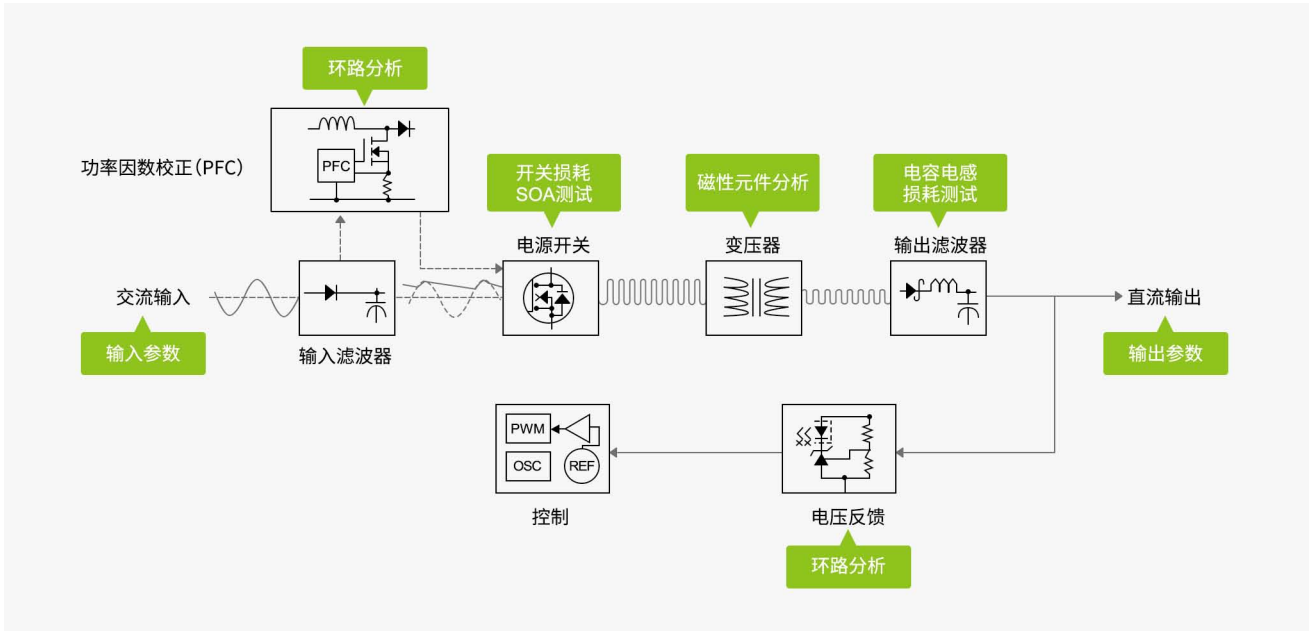 环路分析
功率因数校正(PFC)
PFC
开关损耗
SOA测试
磁性元件分析
电容电感
损耗测试
电源开关
变压器
输出滤波器
交流输入
直流输出
输入参数
输入滤波器
输出参数
PWM
OSC
REF
控制
电压反馈
环路分析